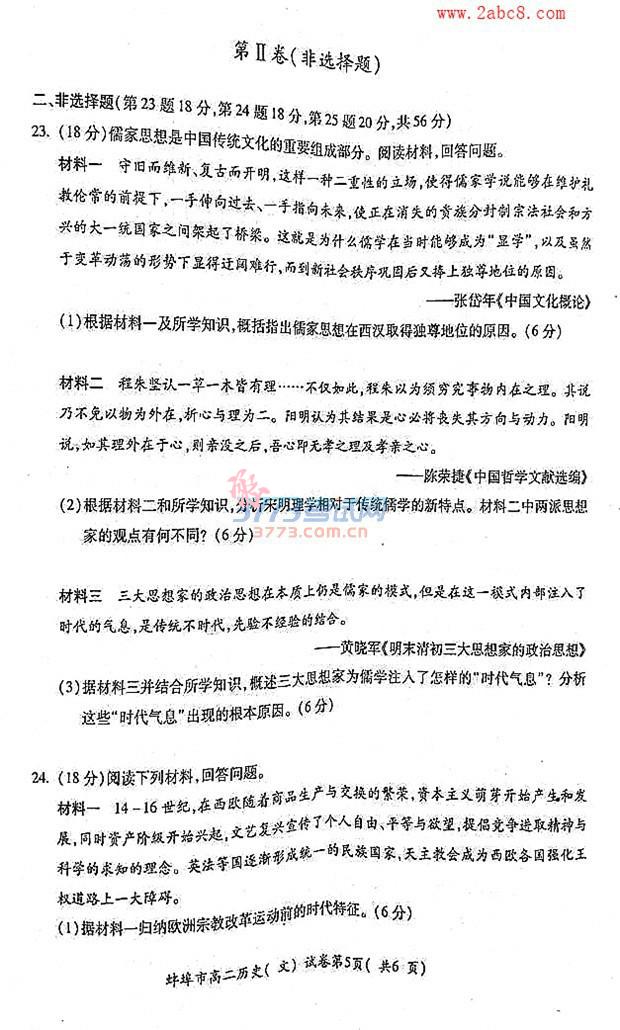 www.2abc8.com
第Ⅱ卷(非选择题)
二、非选择题(第23题18分,第24题18分,第25题20分,共56分)
23.(18分)儒家思想是中国传统文化的重要组成部分。阅读材料,回答问题。
材料一 守旧而维新、复古而开明,这样一种二重性的立场,使得儒家学说能够在维护礼
教伦常的前提下,一手伸向过去、一手指向未来,使正在消失的贵族分封制宗法社会和方
兴的大一统国家之间架起了桥梁。这就是为什么儒学在当时能够成为“显学”,以及虽然
于变革动荡的形势下显得迂阔难行,而到新社会秩序巩固后又捧上独尊地位的原因。
——张岱年《中国文化概论》
(1)根据材料一及所学知识,概括指出儒家思想在西汉取得独尊地位的原因。(6分)
材料二 程朱坚认一草一木皆有理……不仅如此,程朱以为须穷究事物内在之理。其说
乃不免以物为外在,析心与理为二。阳明认为其结果是心必将丧失其方向与动力。阳明
说,如其理外在于心,则亲没之后,吾心即无孝之理及孝亲之心。
——陈荣捷《中国哲学文献选编》
(2)根据材料二和所学知识,分析宋明理学相对于传统儒学的新特点。材料二中两派思想
家的观点有何不同?(6分)
3773考试网
3773.com.cn
材料三 三大思想家的政治思想在本质上仍是儒家的模式,但是在这一模式内部注入了
时代的气息,是传统不时代,先验不经验的结合。
——黄晓军《明末清初三大思想家的政治思想》
(3)据材料三并结合所学知识,概述三大思想家为儒学注入了怎样的“时代气息”?分析
这些“时代气息”出现的根本原因。(6分)
24.(18分)阅读下列材料,回答问题。
材料一 14-16世纪,在西欧随着商品生产与交换的繁荣,资本主义萌芽开始产生和发
展,同时资产阶级开始兴起,文艺复兴宣传了个人自由、平等与欲望,提倡竞争进取精神与
科学的求知的理念。英法等国逐渐形成统一的民族国家,天主教会成为西欧各国强化王
权道路上一大障碍。
(1)据材料一归纳欧洲宗教改革运动前的时代特征。(6分)
蚌埠市高二历史(文)试卷第5页(共6页)